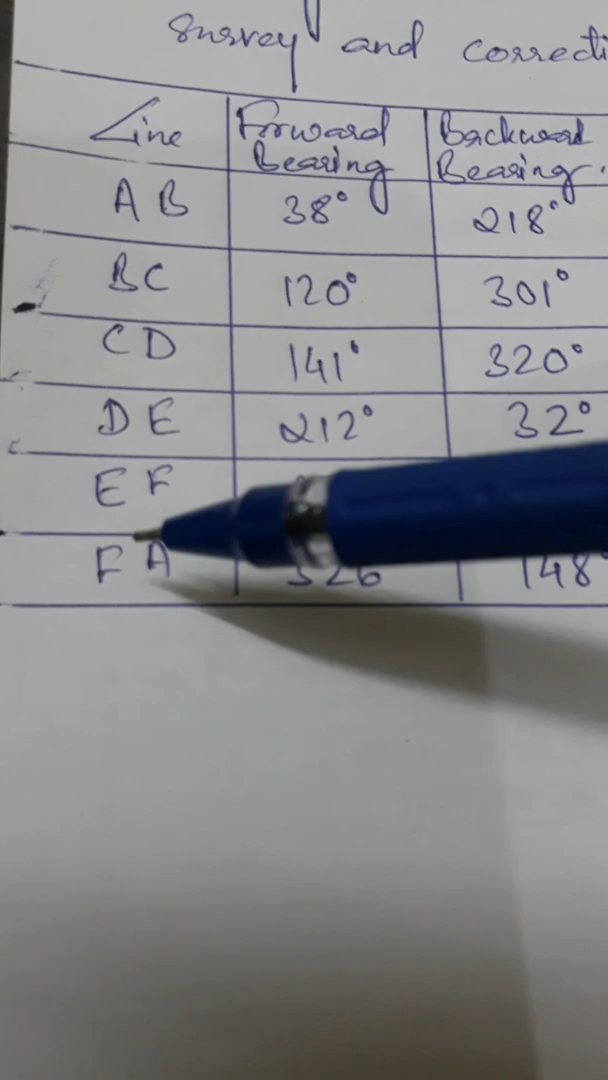 Survey and correcti
Line Forward Bearing Backward Bearing.
AB 38° 218°
BC 120° 301°
CD 141° 320°
DE 212° 32°
EF
FA 326 148°